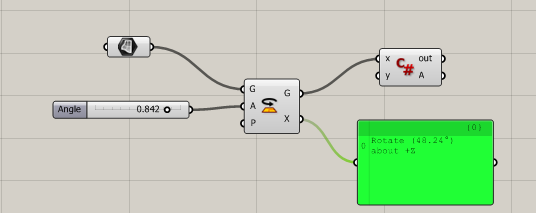 Angle
0.842
G
A
P
G
X
x
y
C#
out
A
{0}
0
Rotate (48.24°)
about +Z